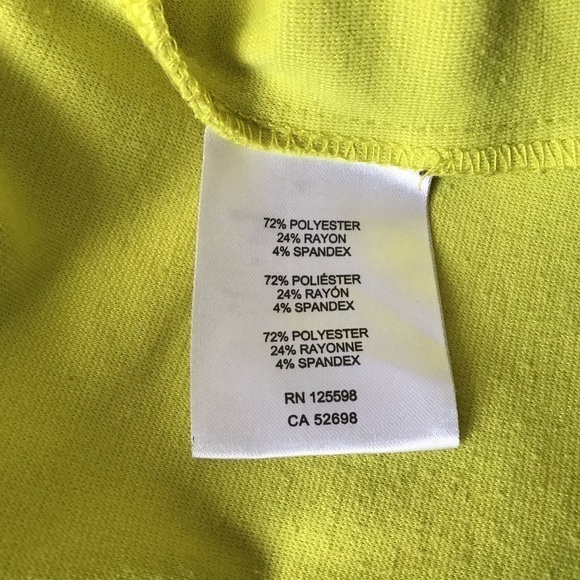 72% POLYESTER
24% RAYON
4% SPANDEX
72% POLIÉSTER
24% RAYÓN
4% SPANDEX
72% POLYESTER
24% RAYONNE
4% SPANDEX
RN 125598
CA 52698